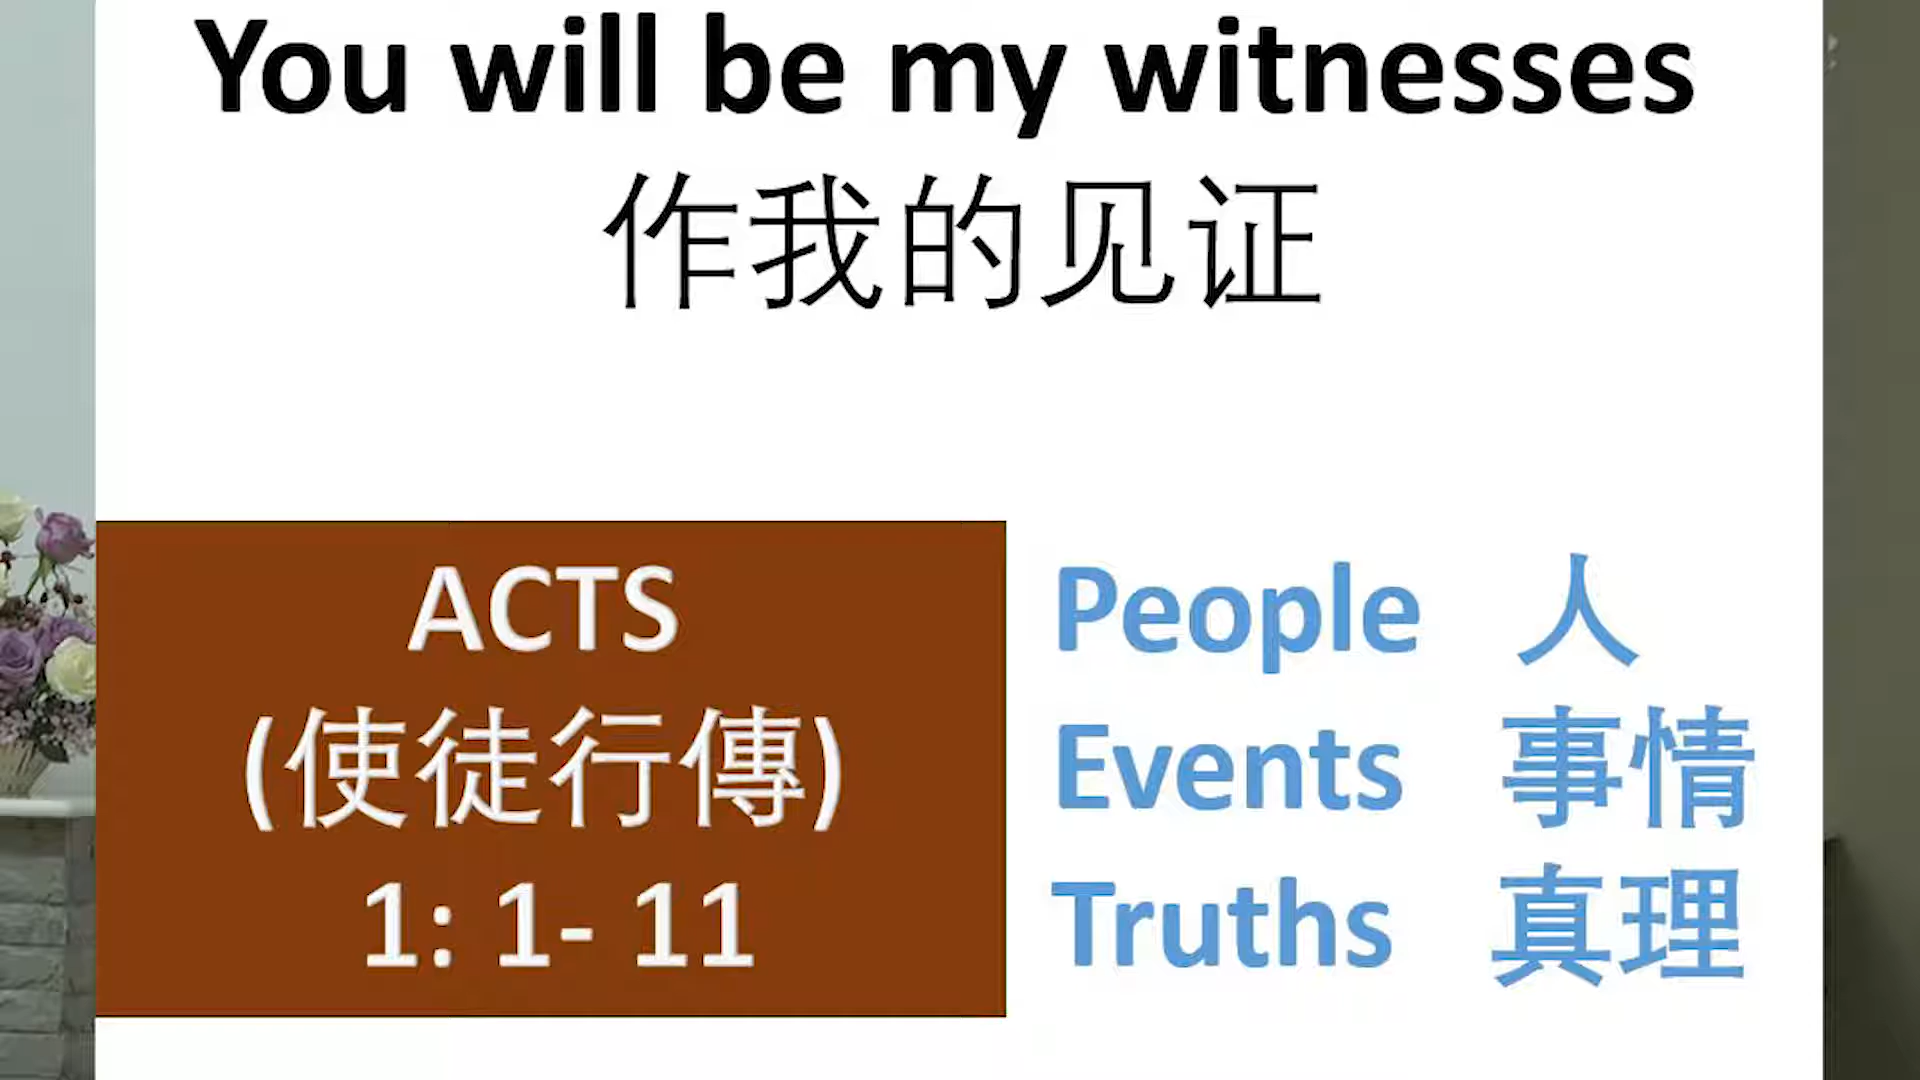 You will be my witnesses
作我的见证
ACTS
(使徒行傳)
1: 1- 11
People 人
Events 事情
Truths 真理